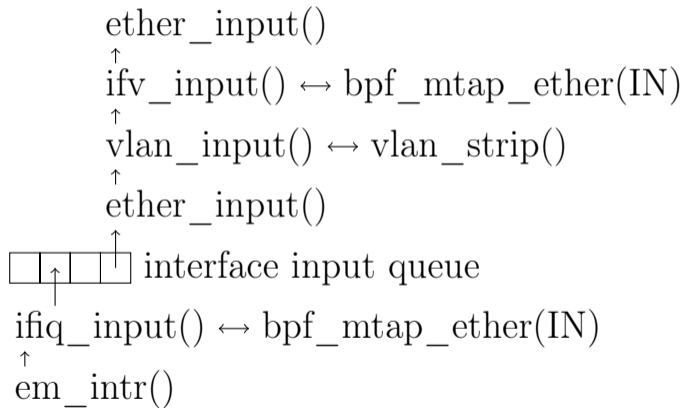 ether_input()
↑
ifv_input() ↔ bpf_mtap_ether(IN)
↑
vlan_input() ↔ vlan_strip()
↑
ether_input()
interface input queue
ifiq_input() ↔ bpf_mtap_ether(IN)
↑
em_intr()